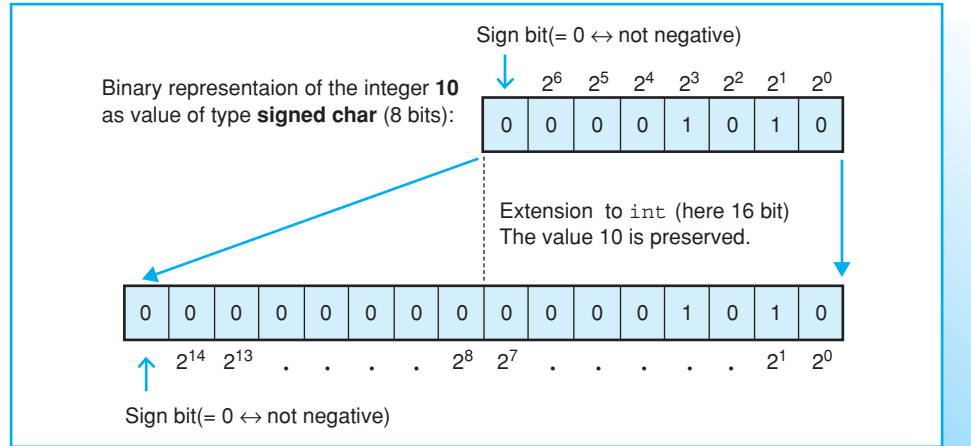 Sign bit(= 0 ↔ not negative)
Binary representaion of the integer 10
as value of type signed char (8 bits):
2⁶ 2⁵ 2⁴ 2³ 2² 2¹ 2⁰
0 0 0 0 1 0 1 0
Extension to int (here 16 bit)
The value 10 is preserved.
0 0 0 0 0 0 0 0 0 0 0 0 1 0 1 0
2¹⁴ 2¹³ . . . . 2⁸ 2⁷ . . . . . 2¹ 2⁰
Sign bit(= 0 ↔ not negative)